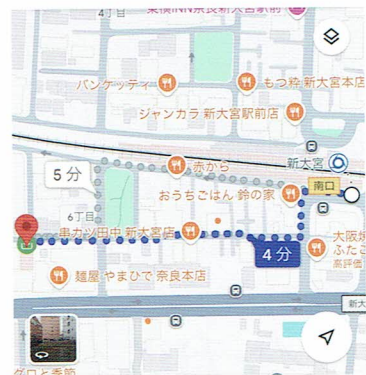 4丁目
東横INN奈良新大宮駅前
パンケッティ
もつ粋 新大宮本店
ジャンカラ 新大宮駅前店
新大宮
赤から
5 分
南口
おうちごはん 鈴の家
6丁目
串カツ田中 新大宮店
大阪焼
ふたご
高評価
4 分
麺屋 やまひで 奈良本店
新大